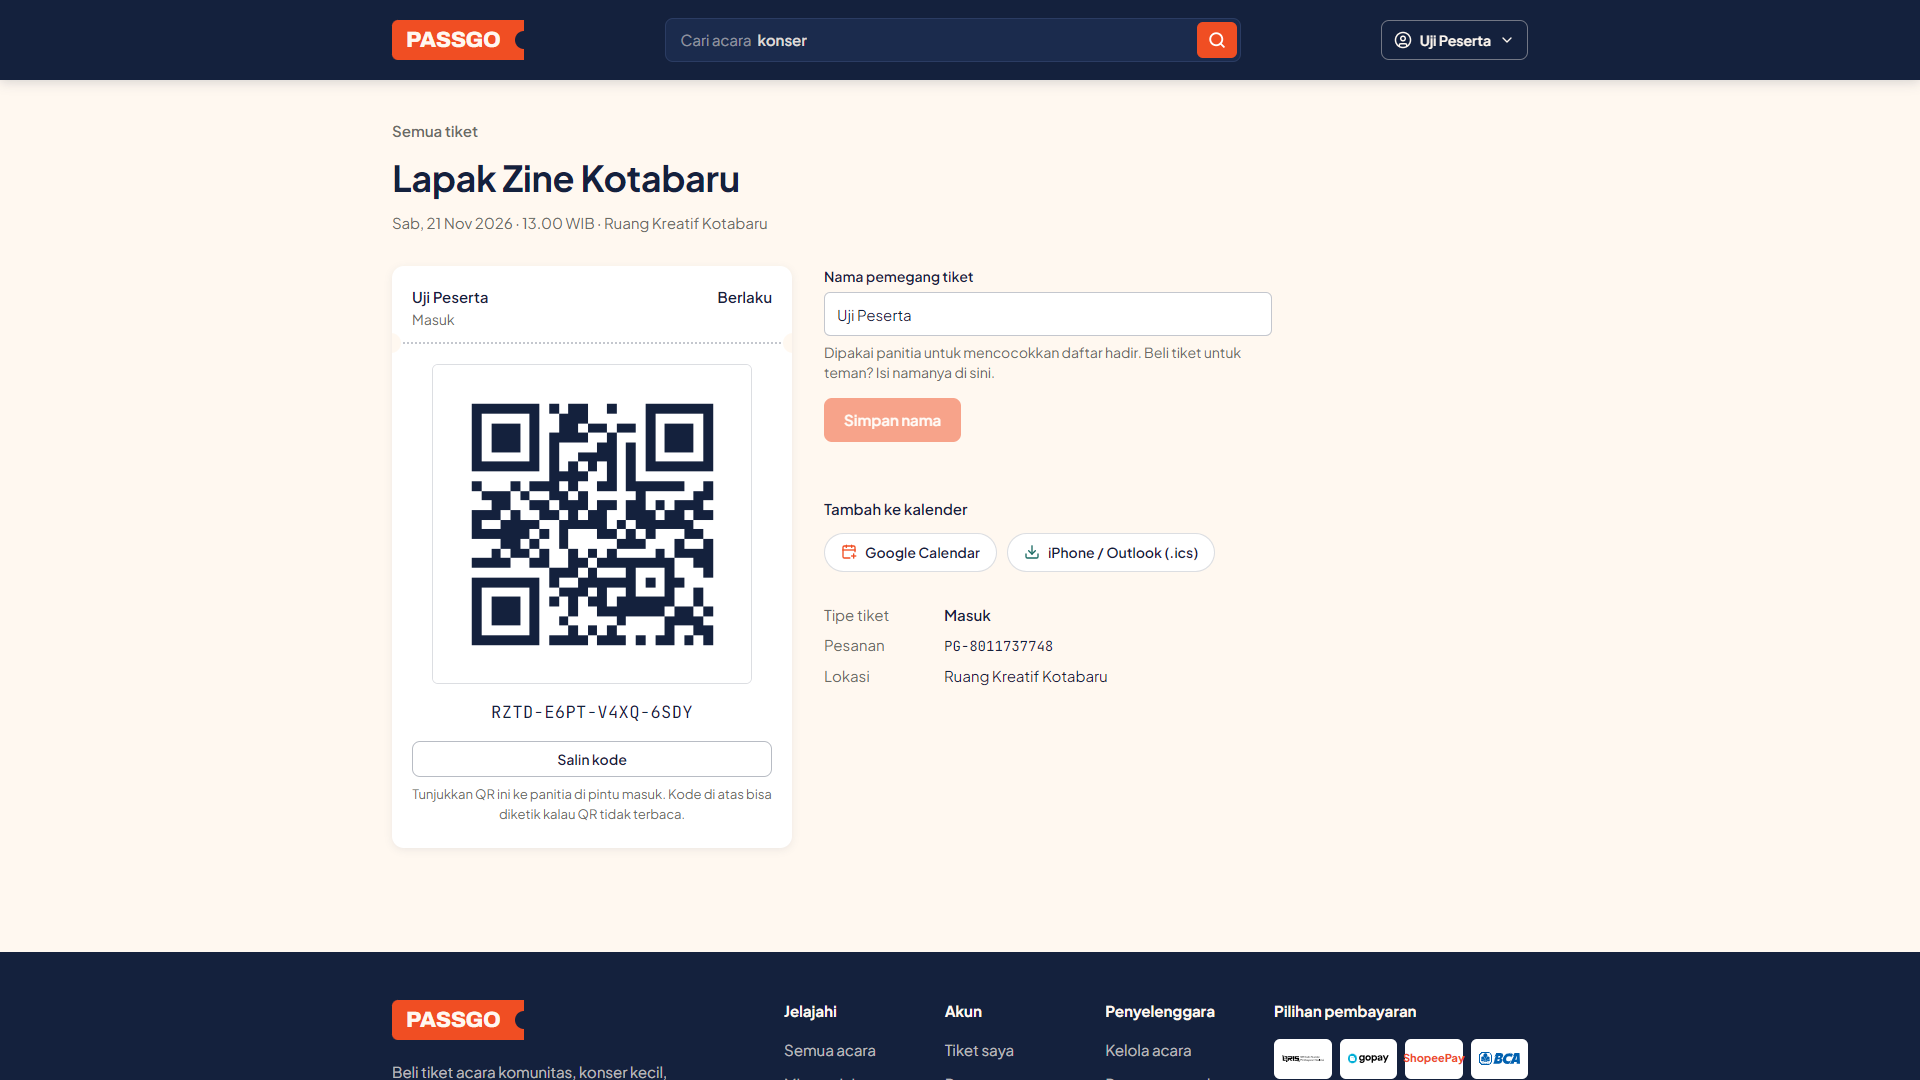 PASSGO
Cari acara konser
Uji Peserta
Semua tiket
Lapak Zine Kotabaru
Sab, 21 Nov 2026 · 13.00 WIB · Ruang Kreatif Kotabaru
Uji Peserta
Berlaku
Masuk
RZTD-E6PT-V4XQ-6SDY
Salin kode
Tunjukkan QR ini ke panitia di pintu masuk. Kode di atas bisa
diketik kalau QR tidak terbaca.
Nama pemegang tiket
Uji Peserta
Dipakai panitia untuk mencocokkan daftar hadir. Beli tiket untuk
teman? Isi namanya di sini.
Simpan nama
Tambah ke kalender
Google Calendar
iPhone / Outlook (.ics)
Tipe tiket Masuk
Pesanan PG-8011737748
Lokasi Ruang Kreatif Kotabaru
PASSGO
Beli tiket acara komunitas, konser kecil,
Jelajahi
Semua acara
Akun
Tiket saya
Penyelenggara
Kelola acara
Pilihan pembayaran
QRIS
gopay
ShopeePay
BCA